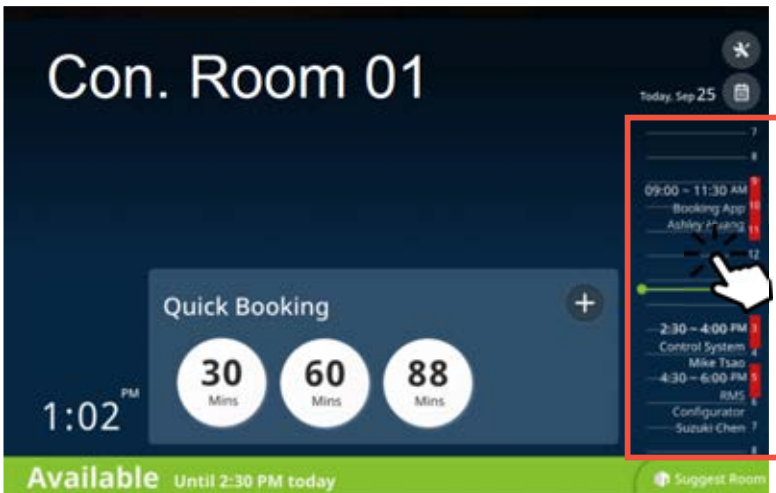 Con. Room 01
Today, Sep 25
7
8
9
09:00 ~ 11:30 AM
Booking App
10
Ashley Huang
11
12
Quick Booking
+
30
Mins
60
Mins
88
Mins
1:02 PM
2:30 ~ 4:00 PM
3
Control System
4
Mike Tsao
4:30 ~ 6:00 PM
5
RMS
6
Configurator
Suzuki Chen
7
8
Available Until 2:30 PM today
Suggest Room